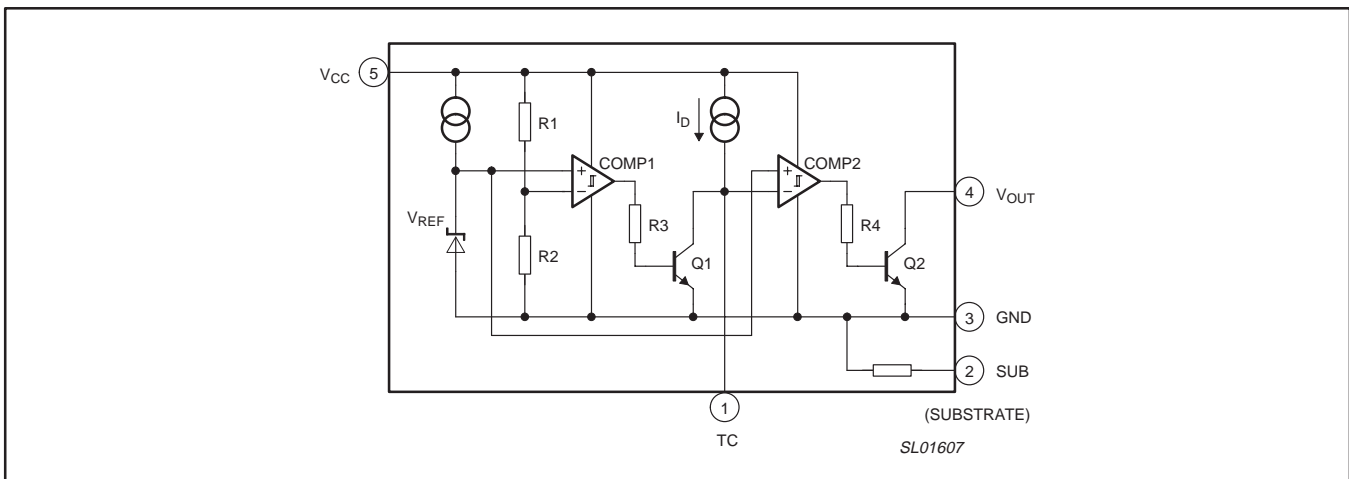 VCC 5
R1
ID
COMP1
COMP2
+
−
+
−
4 VOUT
VREF
R3
R4
R2
Q1
Q2
3 GND
2 SUB
1
(SUBSTRATE)
TC
SL01607